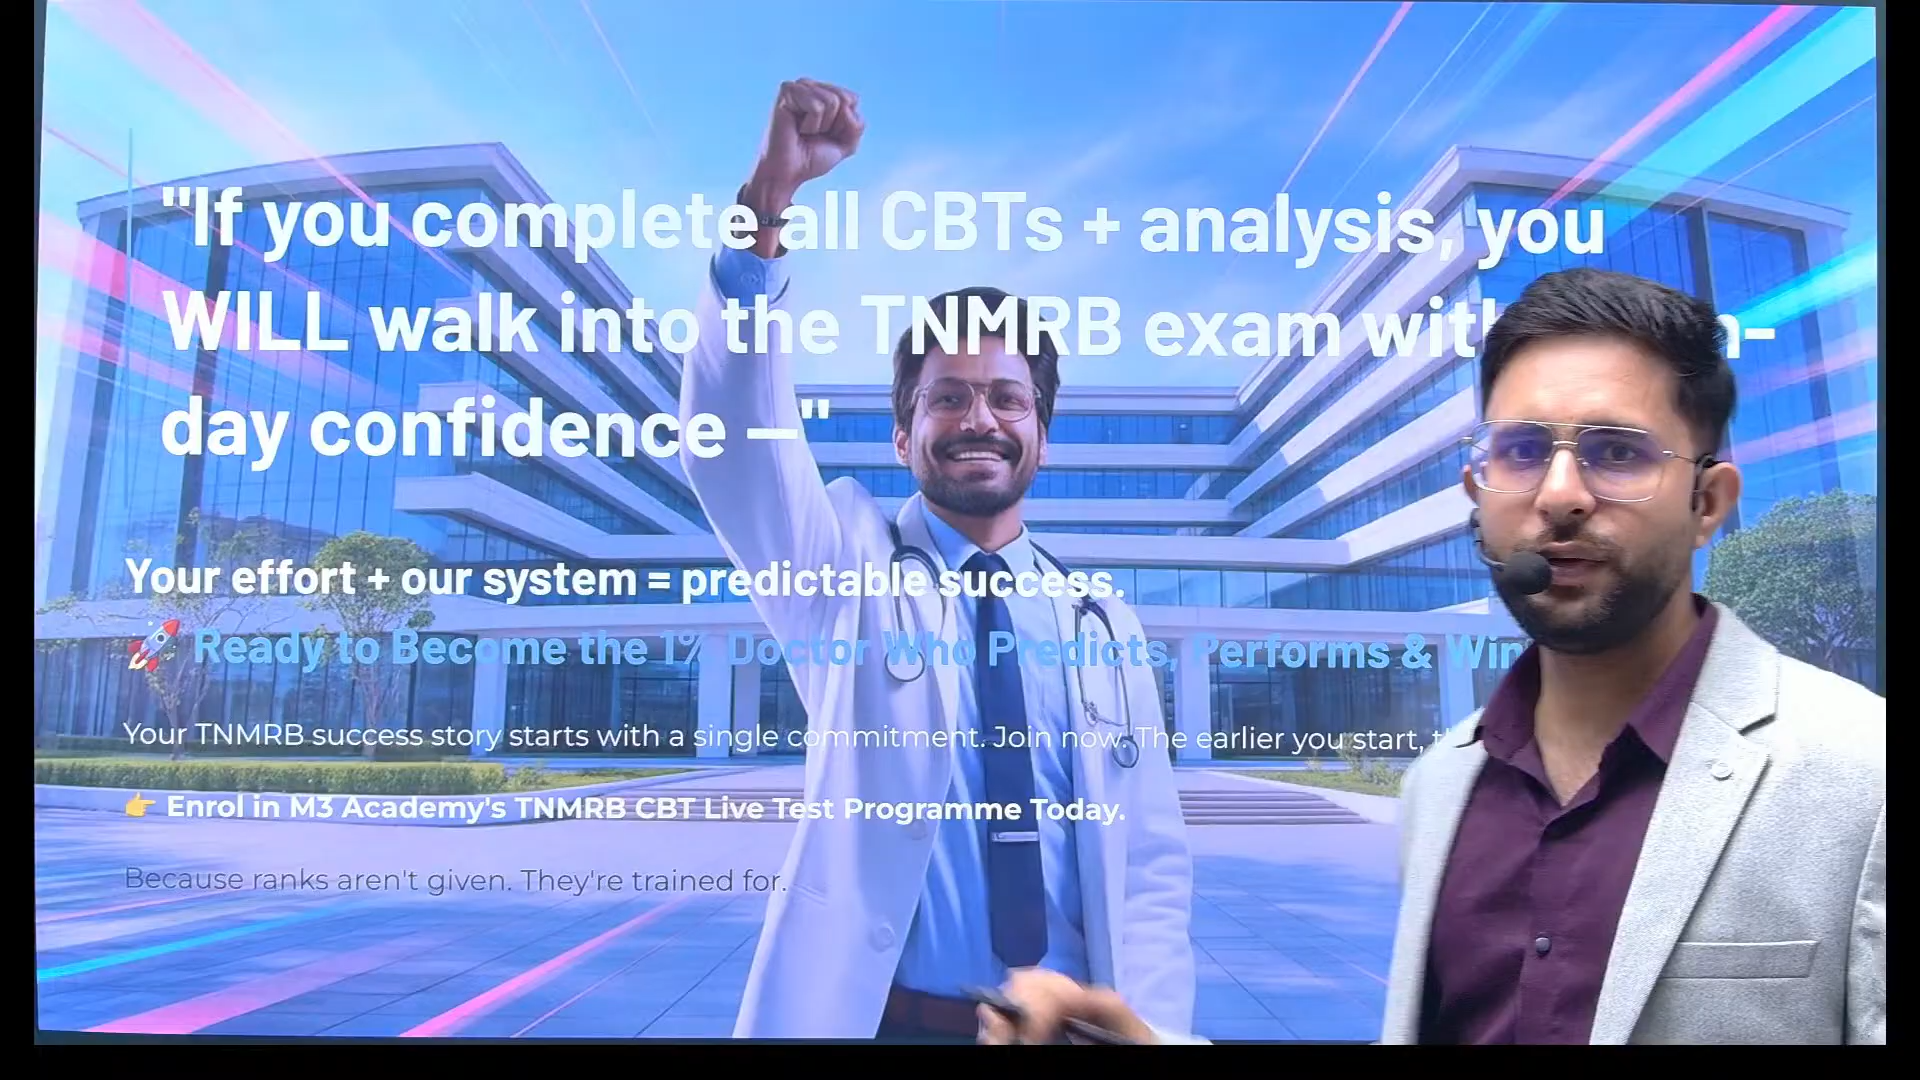 "If you complete all CBTs + analysis, you
WILL walk into the TNMRB exam with
day confidence —"
Your effort + our system = predictable success.
🚀 Ready to Become the 1% Doctor Who Predicts, Performs & Win
Your TNMRB success story starts with a single commitment. Join now. The earlier you start,
👉 Enrol in M3 Academy's TNMRB CBT Live Test Programme Today.
Because ranks aren't given. They're trained for.